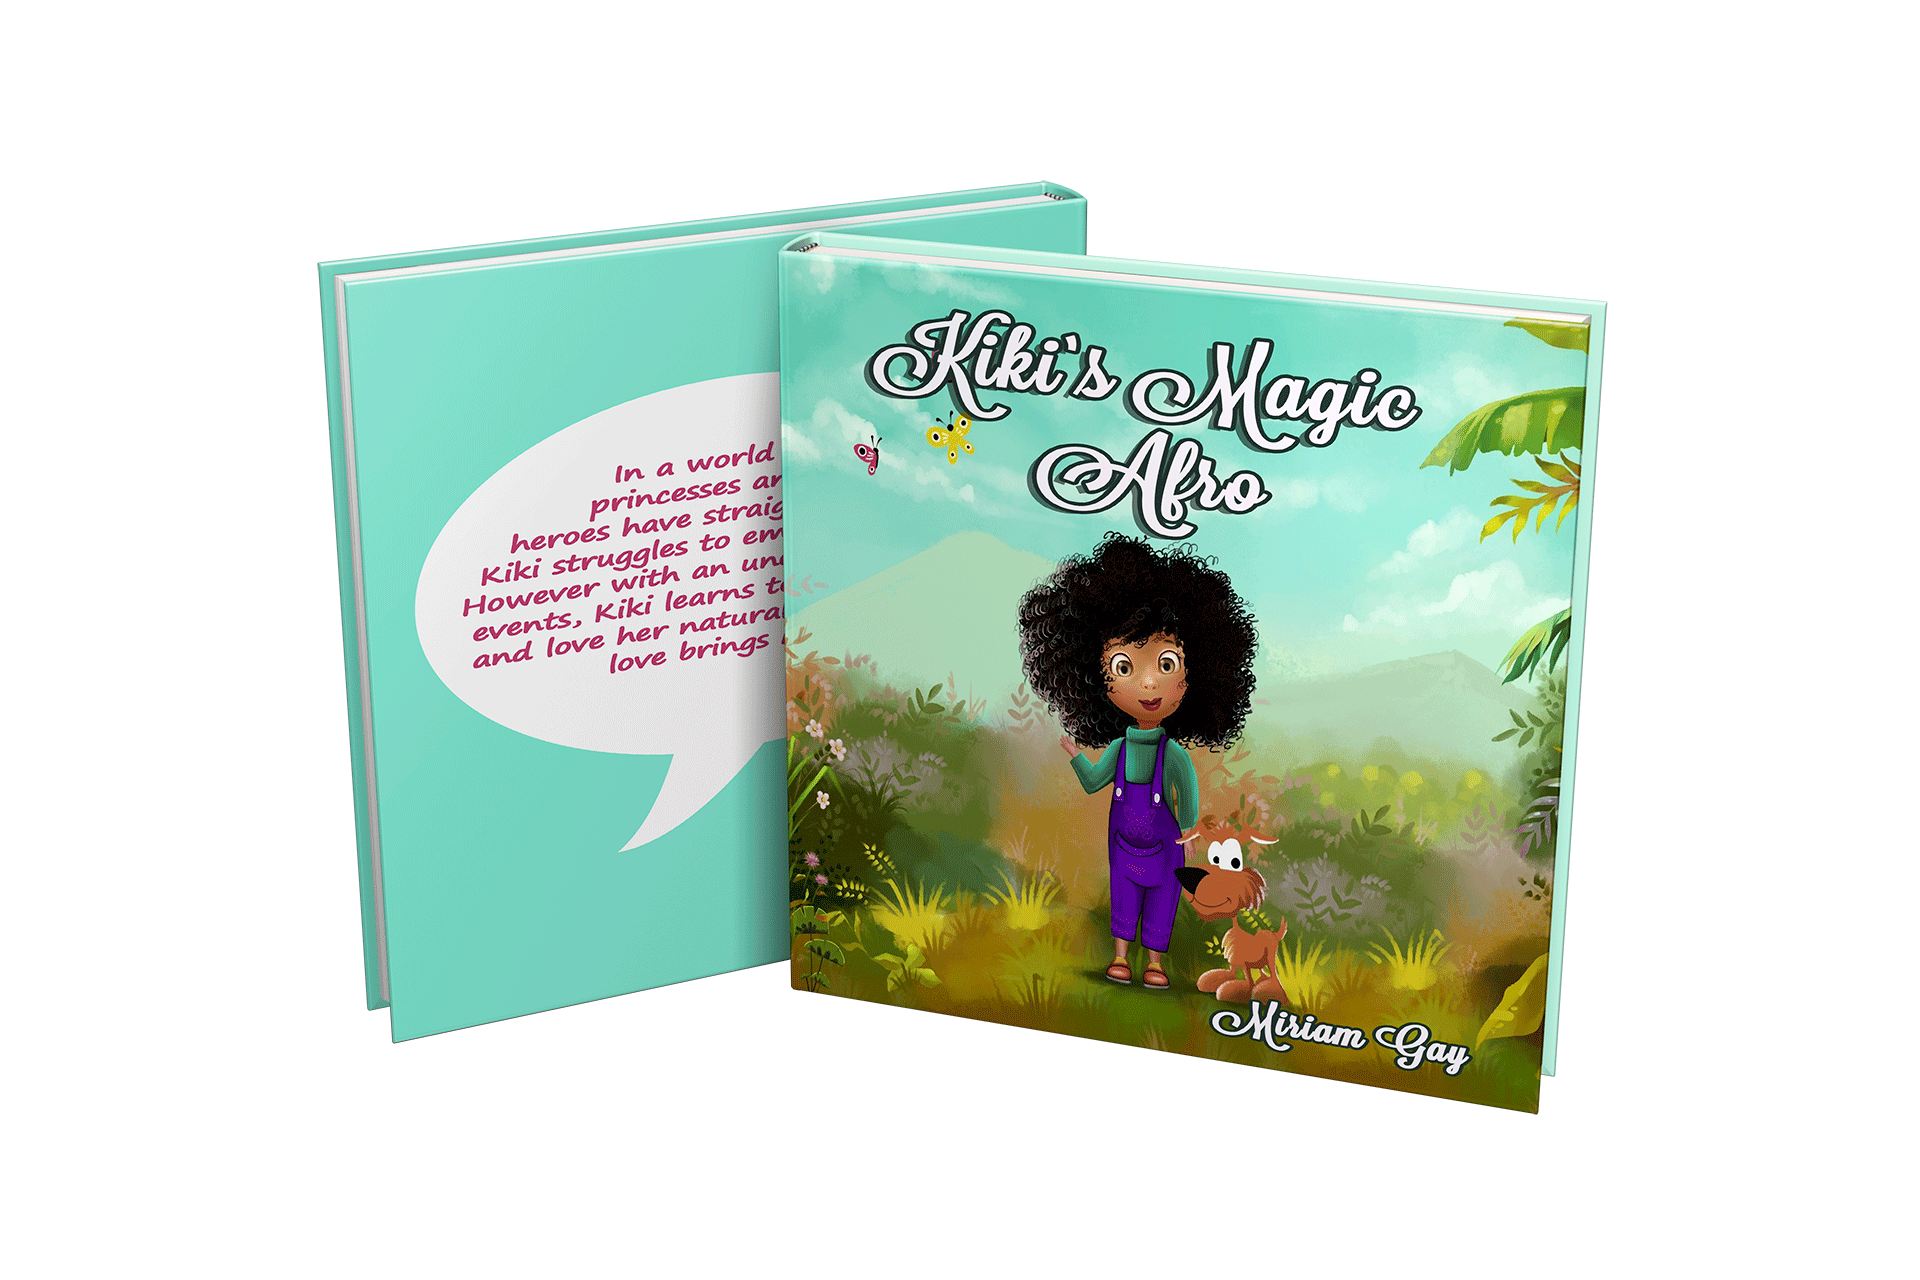 Kiki's Magic
Afro
Miriam Gay
In a world
princesses
heroes have
Kiki struggles to
However with an
events, Kiki learns
and love her
love brings